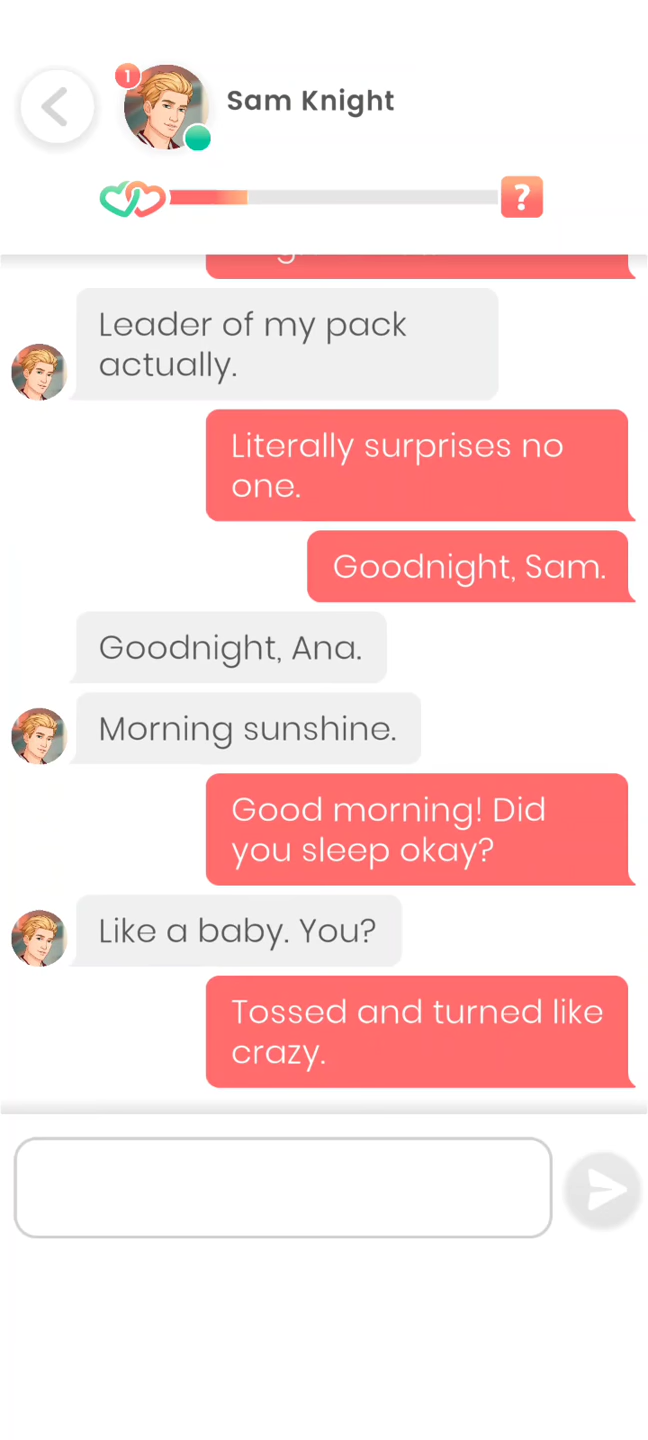 1
Sam Knight
?
Leader of my pack
actually.
Literally surprises no
one.
Goodnight, Sam.
Goodnight, Ana.
Morning sunshine.
Good morning! Did
you sleep okay?
Like a baby. You?
Tossed and turned like
crazy.